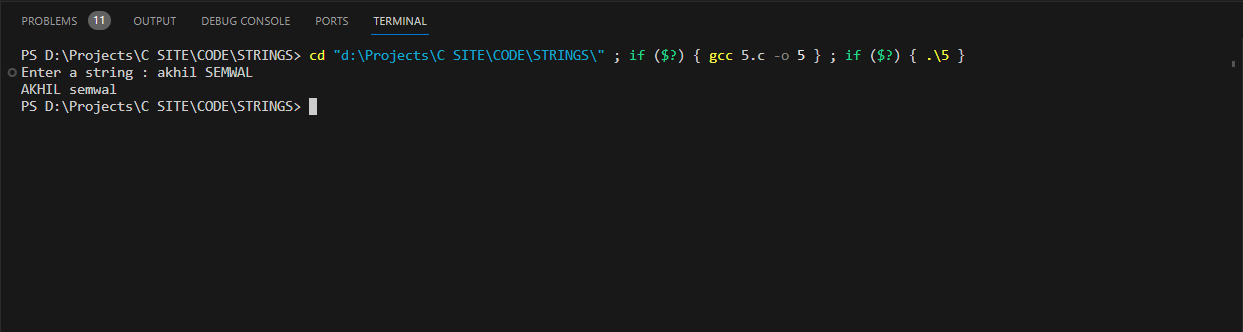 PROBLEMS 11 OUTPUT DEBUG CONSOLE PORTS TERMINAL
PS D:\Projects\C SITE\CODE\STRINGS> cd "d:\Projects\C SITE\CODE\STRINGS\" ; if ($?) { gcc 5.c -o 5 } ; if ($?) { .\5 }
Enter a string : akhil SEMWAL
AKHIL semwal
PS D:\Projects\C SITE\CODE\STRINGS>